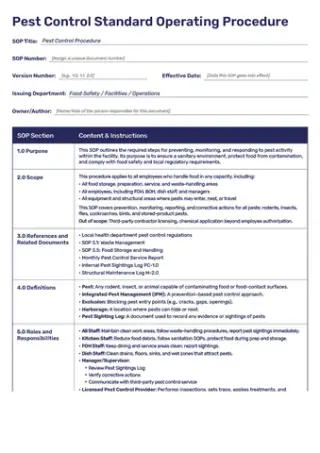 Pest Control Standard Operating Procedure
SOP Title: Pest Control Procedure
SOP Number: [Assign a unique document number]
Version Number: [e.g., 1.0, 1.1, 2.0] Effective Date: [Date this SOP goes into effect]
Issuing Department: Food Safety / Facilities / Operations
Owner/Author: [Name/Role of the person responsible for this document]
SOP Section Content & Instructions
1.0 Purpose This SOP outlines the required steps for preventing, monitoring, and responding to pest activity
within the facility. Its purpose is to ensure a sanitary environment, protect food from contamination,
and comply with food safety and local regulatory requirements.
2.0 Scope This procedure applies to all employees who handle food in any capacity, including:
• All food storage, preparation, service, and waste-handling areas
• All employees, including FOH, BOH, dish staff, and managers
• All equipment and structural areas where pests may enter, nest, or travel
This SOP covers prevention, monitoring, reporting, and corrective actions for all pests: rodents, insects,
flies, cockroaches, birds, and stored-product pests.
Out of scope: Third-party contractor licensing, chemical application beyond employee authorization.
3.0 References and
Related Documents
• Local health department pest control regulations
• SOP 5.1: Waste Management
• SOP 3.3: Food Storage and Handling
• Monthly Pest Control Service Report
• Internal Pest Sightings Log PC-1.0
• Structural Maintenance Log M-2.0
4.0 Definitions • Pest: Any rodent, insect, or animal capable of contaminating food or food-contact surfaces.
• Integrated Pest Management (IPM): A prevention-based pest control approach.
• Exclusion: Blocking pest entry points (e.g., cracks, gaps, openings).
• Harborage: A location where pests can hide or nest.
• Pest Sighting Log: A document used to record any evidence or sightings of pests
5.0 Roles and
Responsibilities
• All Staff: Maintain clean work areas, follow waste-handling procedures, report pest sightings immediately.
• Kitchen Staff: Reduce food debris, follow sanitation SOPs, protect food during prep and storage.
• FOH Staff: Keep dining and service areas clean; report sightings.
• Dish Staff: Clean drains, floors, sinks, and wet zones that attract pests.
• Manager/Supervisor:
• Review Pest Sightings Log
• Verify corrective actions
• Communicate with third-party pest control service
• Licensed Pest Control Provider: Performs inspections, sets traps, applies treatments, and